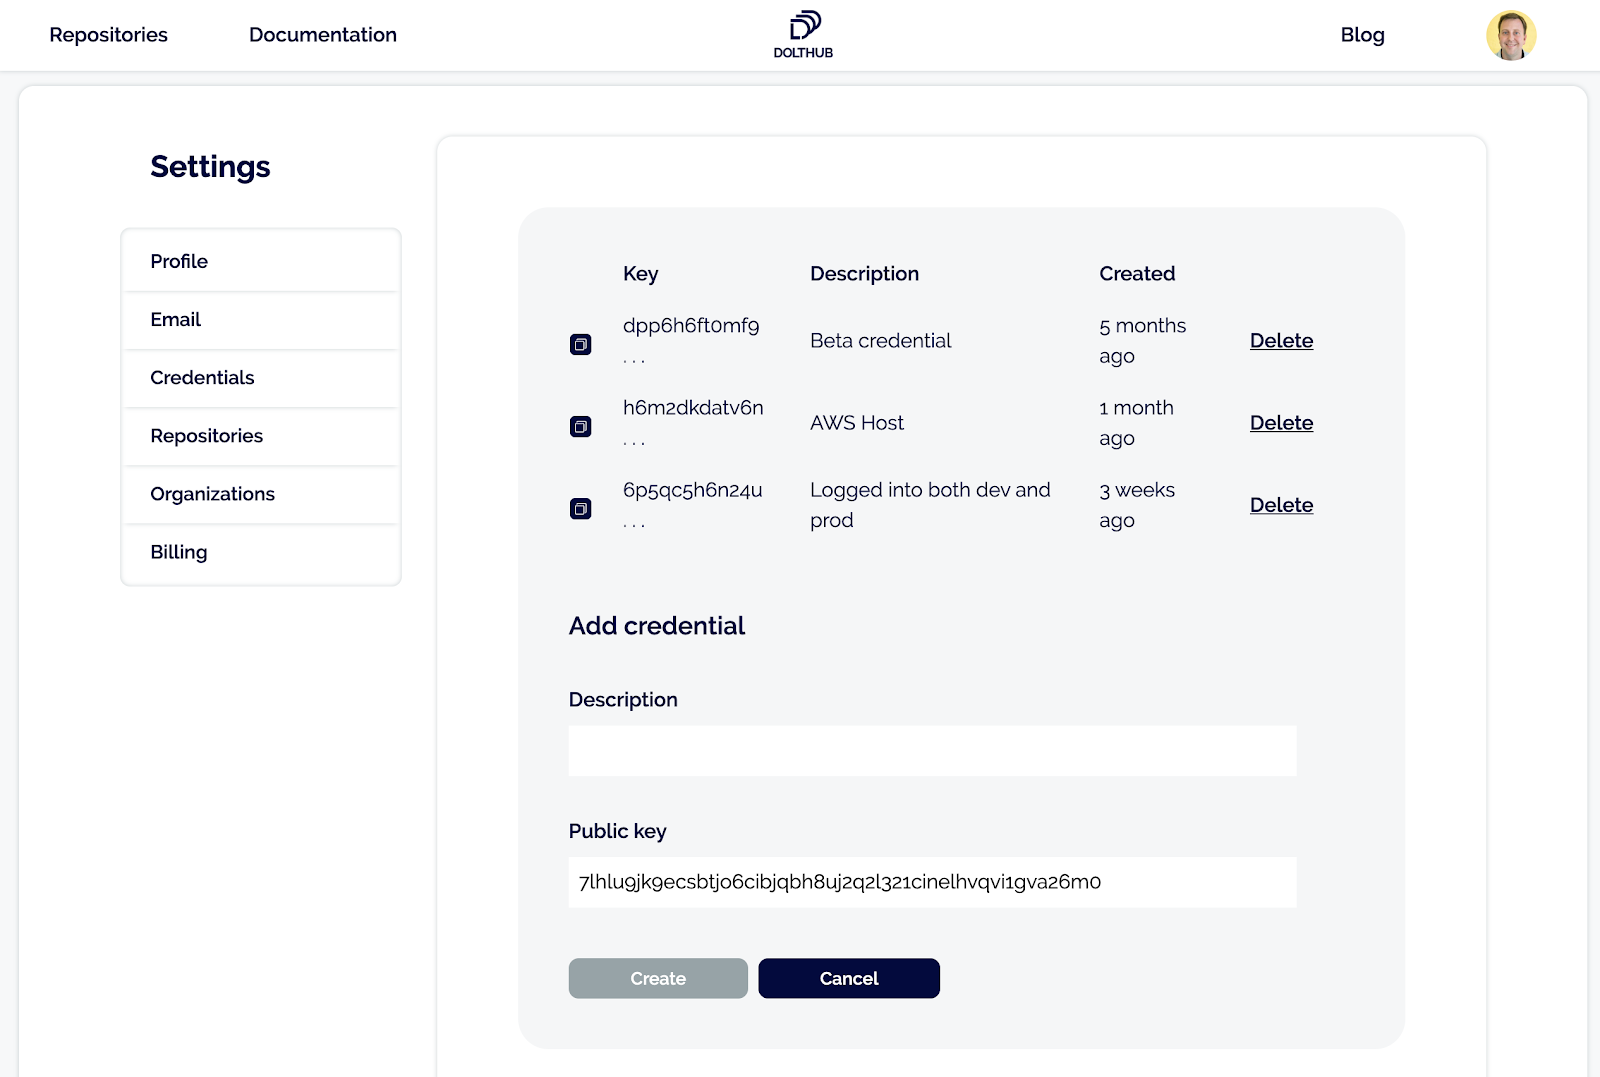 Repositories
Documentation
DOLTHUB
Blog
Settings
Profile
Email
Credentials
Repositories
Organizations
Billing
Key Description Created
dpp6h6ft0mf9 ... Beta credential 5 months ago Delete
h6m2dkdatv6n ... AWS Host 1 month ago Delete
6p5qc5h6n24u ... Logged into both dev and prod 3 weeks ago Delete
Add credential
Description
Public key
7lhlu9jk9ecsbtjo6cibjqbh8uj2q2l321cinelhvqvi1gva26m0
Create
Cancel